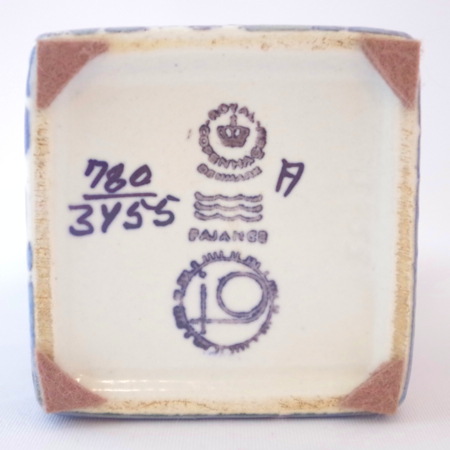 ROYAL COPENHAGEN
DENMARK
780
3455
A
FAJANCE